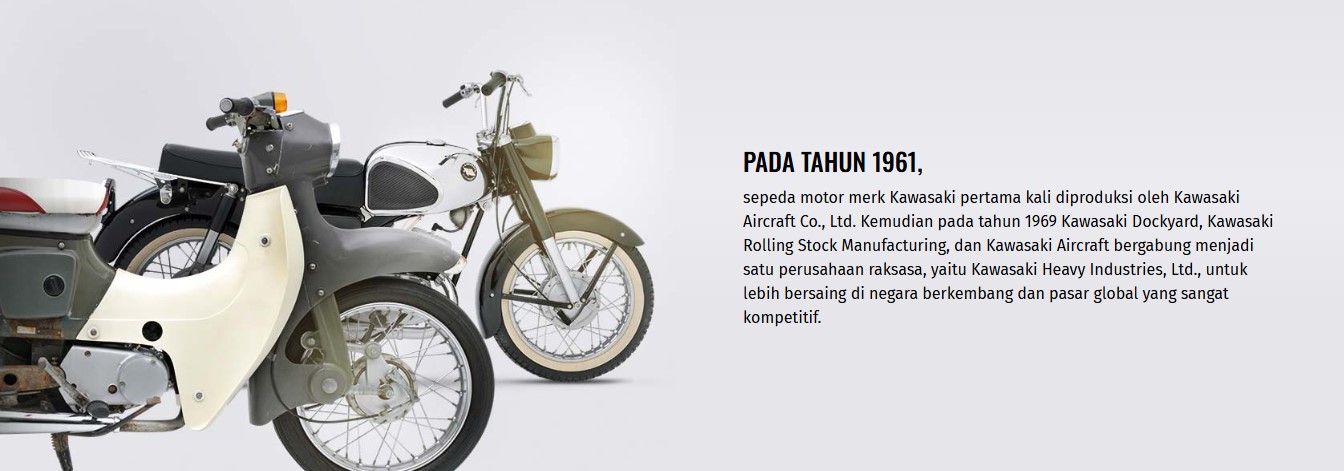 PADA TAHUN 1961,
sepeda motor merk Kawasaki pertama kali diproduksi oleh Kawasaki
Aircraft Co., Ltd. Kemudian pada tahun 1969 Kawasaki Dockyard, Kawasaki
Rolling Stock Manufacturing, dan Kawasaki Aircraft bergabung menjadi
satu perusahaan raksasa, yaitu Kawasaki Heavy Industries, Ltd., untuk
lebih bersaing di negara berkembang dan pasar global yang sangat
kompetitif.